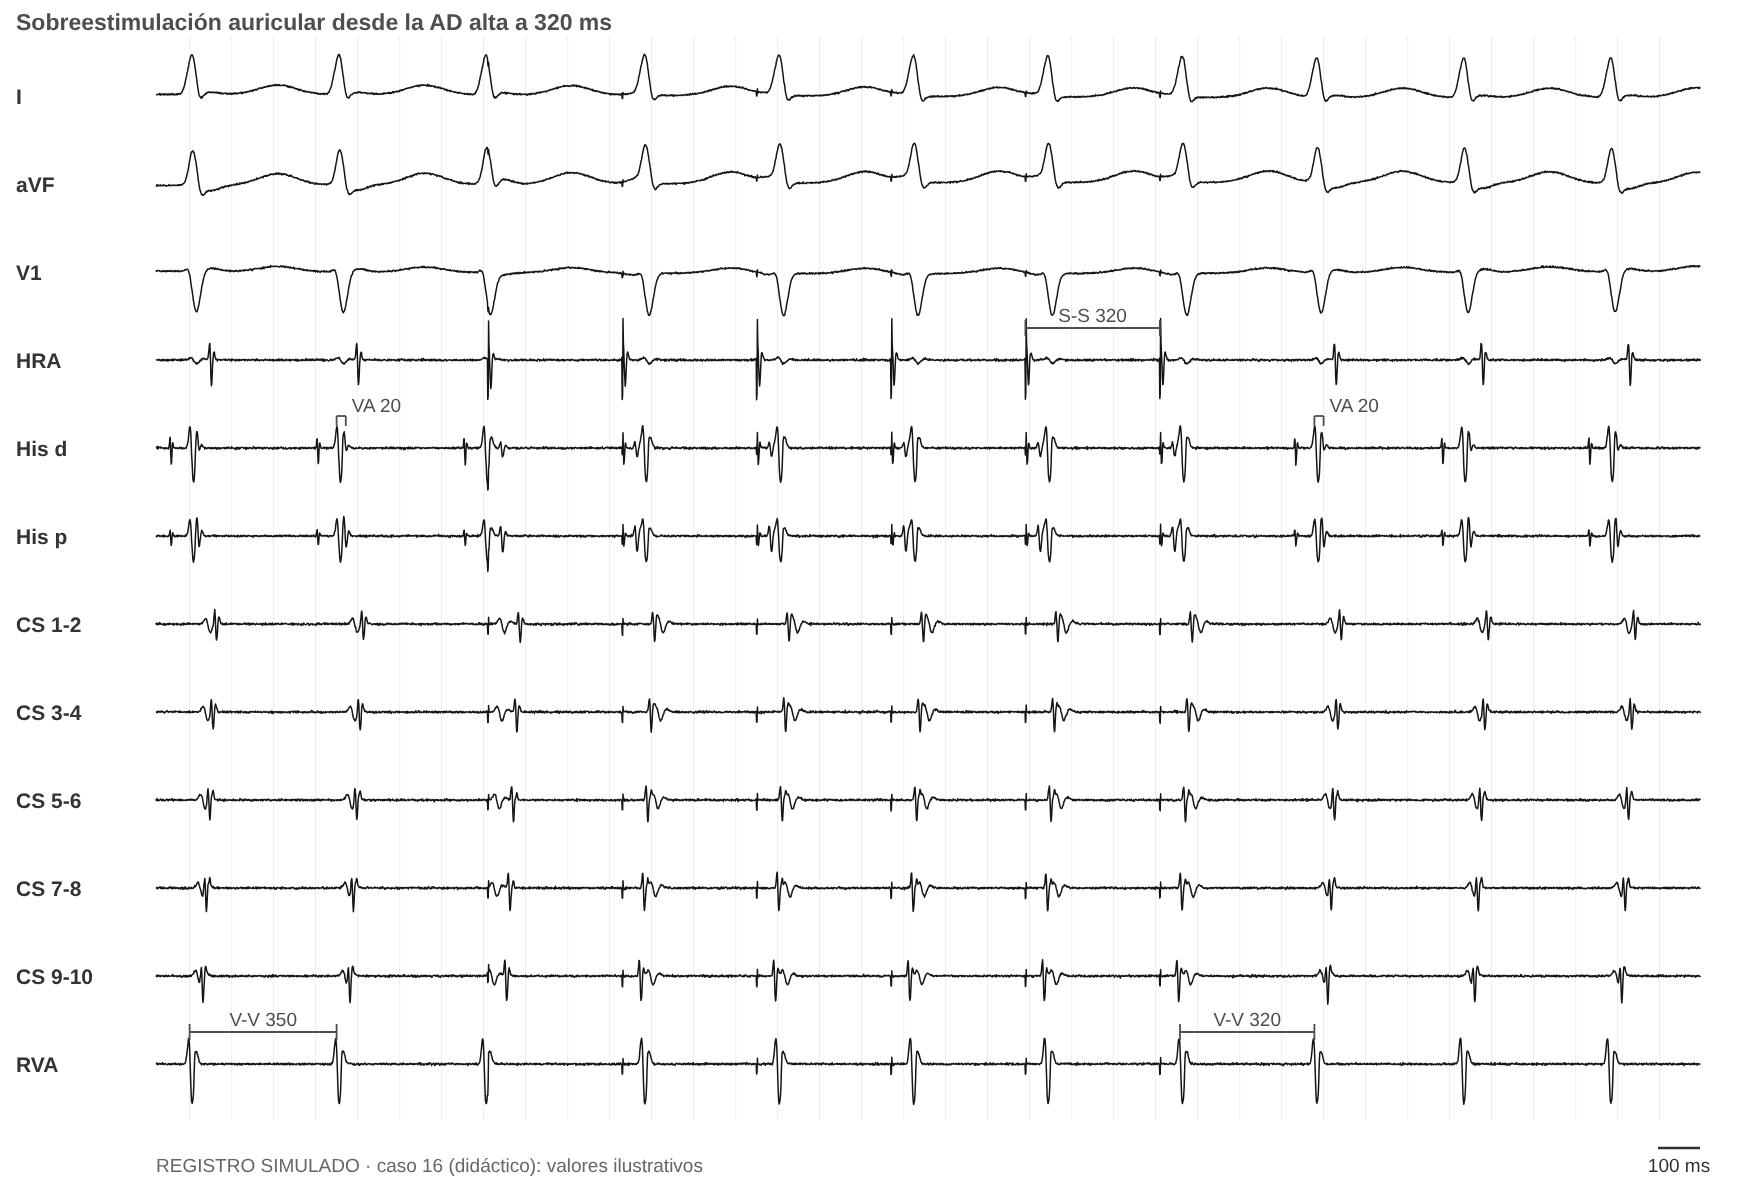 Sobreestimulación auricular desde la AD alta a 320 ms
I
aVF
V1
S-S 320
HRA
VA 20
VA 20
His d
His p
CS 1-2
CS 3-4
CS 5-6
CS 7-8
CS 9-10
V-V 350
V-V 320
RVA
REGISTRO SIMULADO · caso 16 (didáctico): valores ilustrativos
100 ms